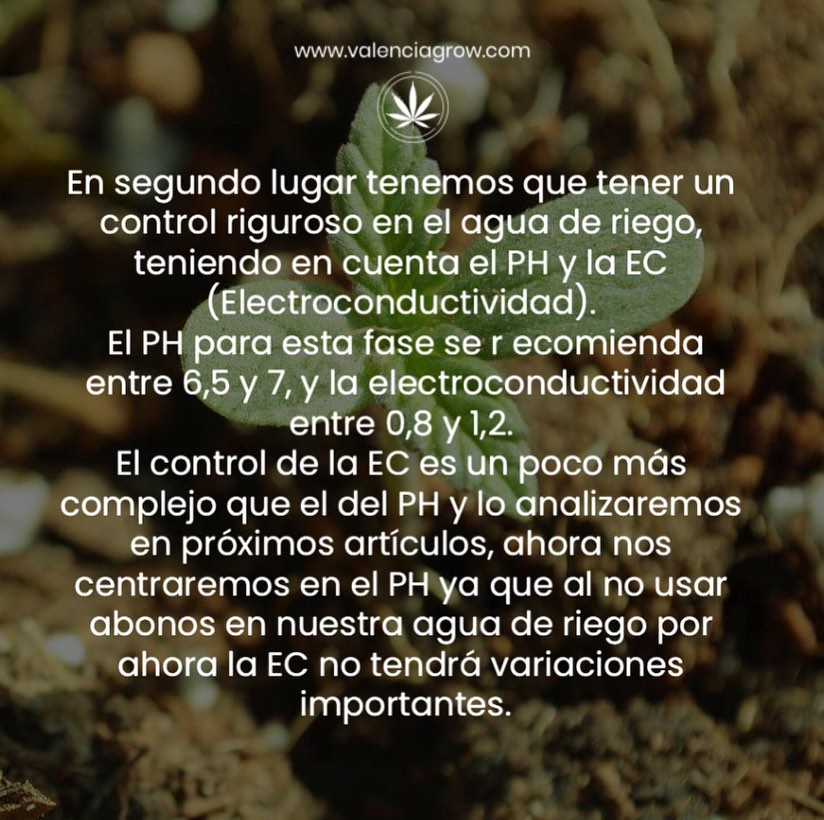 www.valenciagrow.com
En segundo lugar tenemos que tener un
control riguroso en el agua de riego,
teniendo en cuenta el PH y la EC
(Electroconductividad).
El PH para esta fase se r ecomienda
entre 6,5 y 7, y la electroconductividad
entre 0,8 y 1,2.
El control de la EC es un poco más
complejo que el del PH y lo analizaremos
en próximos artículos, ahora nos
centraremos en el PH ya que al no usar
abonos en nuestra agua de riego por
ahora la EC no tendrá variaciones
importantes.